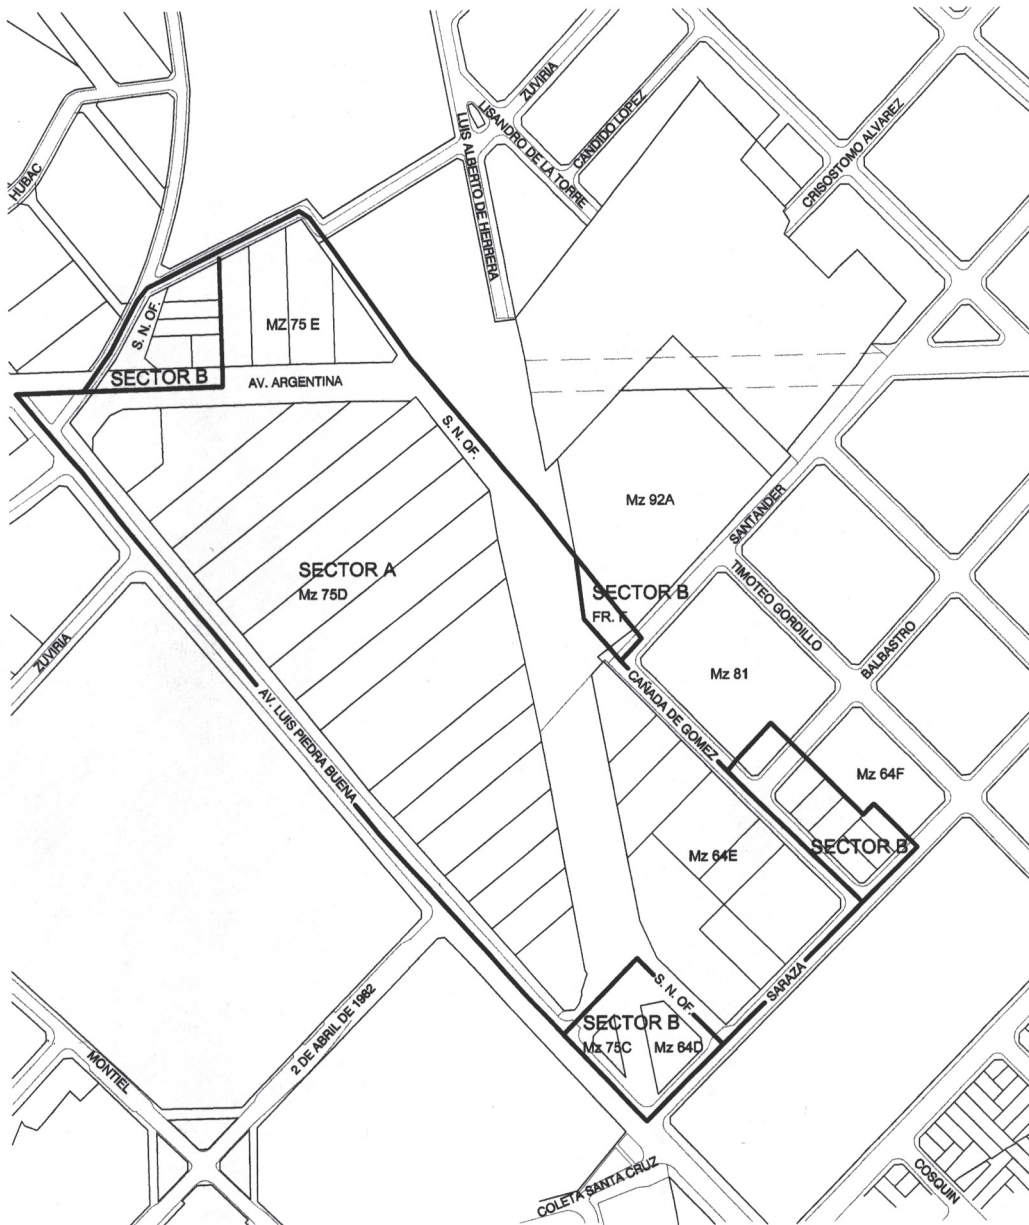 ZUVIRIA
LISANDRO DE LA TORRE
CANDIDO LOPEZ
LUIS ALBERTO DE HERRERA
CRISOSTOMO ALVAREZ
HUBAC
S. N. OF.
MZ 75 E
SECTOR B
AV. ARGENTINA
S. N. OF.
Mz 92A
SANTANDER
SECTOR A
Mz 75D
SECTOR B
FR. F
TIMOTEO GORDILLO
BALBASTRO
ZUVIRIA
Mz 81
CAÑADA DE GOMEZ
AV. LUIS PIEDRA BUENA
Mz 64F
SECTOR B
Mz 64E
S. N. OF.
SARAZA
SECTOR B
Mz 75C
Mz 64D
2 DE ABRIL DE 1982
MONTIEL
COLETA SANTA CRUZ
COSQUIN